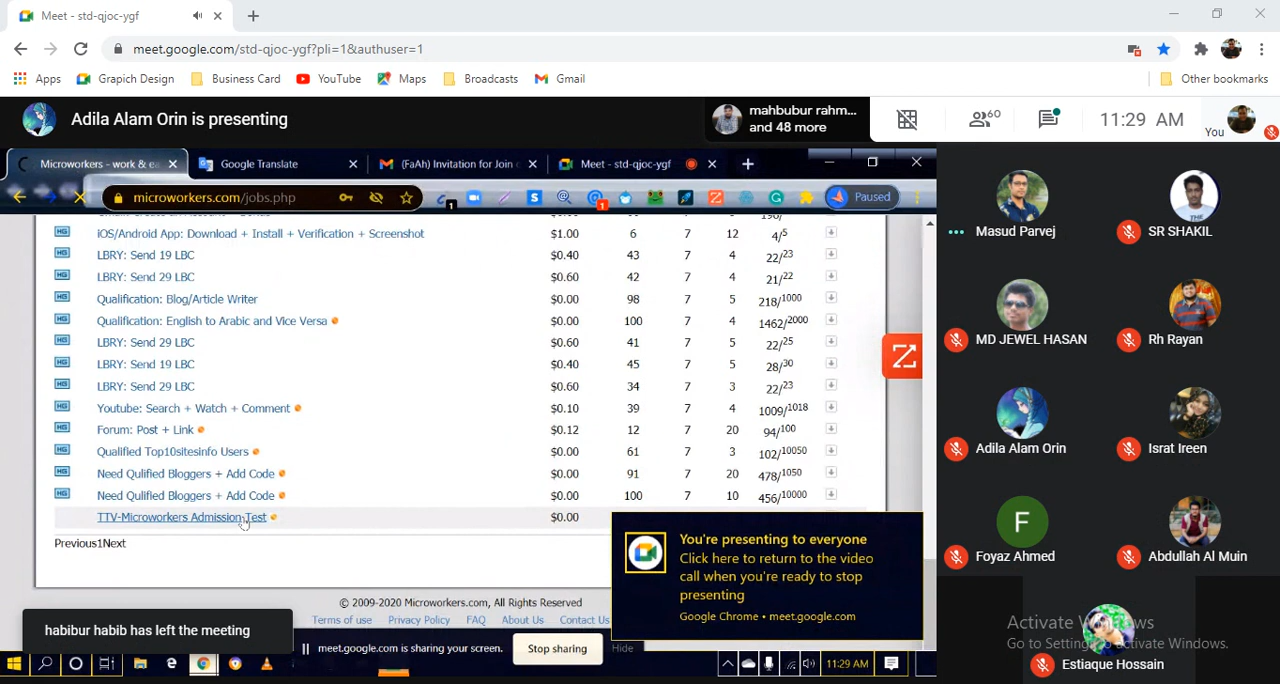 Meet - std-qjoc-ygf
meet.google.com/std-qjoc-ygf?pli=1&authuser=1
Apps Grapich Design Business Card YouTube Maps Broadcasts Gmail Other bookmarks
Adila Alam Orin is presenting
mahbubur rahm...
and 48 more
60
11:29 AM
You
Microworkers - work & ea
Google Translate
(FaAh) Invitation for Join
Meet - std-qjoc-ygf
microworkers.com/jobs.php
Paused
HG iOS/Android App: Download + Install + Verification + Screenshot $1.00 6 7 12 4/5
HG LBRY: Send 19 LBC $0.40 43 7 4 22/23
HG LBRY: Send 29 LBC $0.60 42 7 4 21/22
HG Qualification: Blog/Article Writer $0.00 98 7 5 218/1000
HG Qualification: English to Arabic and Vice Versa $0.00 100 7 4 1462/2000
HG LBRY: Send 29 LBC $0.60 41 7 5 22/25
HG LBRY: Send 19 LBC $0.40 45 7 5 28/30
HG LBRY: Send 29 LBC $0.60 34 7 3 22/23
HG Youtube: Search + Watch + Comment $0.10 39 7 4 1009/1018
HG Forum: Post + Link $0.12 12 7 20 94/100
HG Qualified Top10sitesinfo Users $0.00 61 7 3 102/10050
HG Need Qulified Bloggers + Add Code $0.00 91 7 20 478/1050
HG Need Qulified Bloggers + Add Code $0.00 100 7 10 456/10000
TTV-Microworkers Admission Test $0.00
Previous1Next
© 2009-2020 Microworkers.com, All Rights Reserved
Terms of use Privacy Policy FAQ About Us Contact Us
You're presenting to everyone
Click here to return to the video
call when you're ready to stop
presenting
Google Chrome • meet.google.com
habibur habib has left the meeting
meet.google.com is sharing your screen.
Stop sharing
Hide
11:29 AM
Masud Parvej
SR SHAKIL
MD JEWEL HASAN
Rh Rayan
Adila Alam Orin
Israt Ireen
F
Foyaz Ahmed
Abdullah Al Muin
Estiaque Hossain
Activate Windows
Go to Settings to activate Windows.